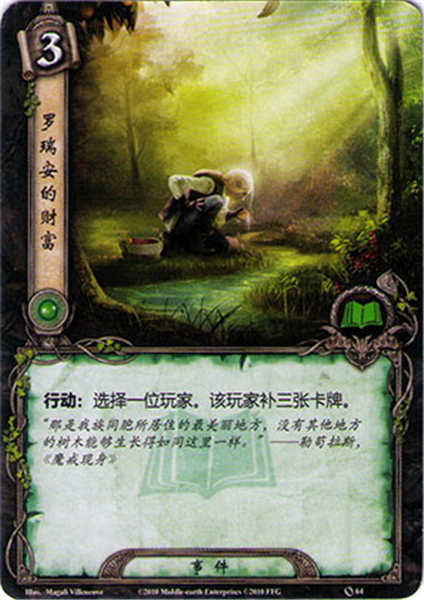 3
罗瑞安的财富
行动：选择一位玩家。该玩家补三张卡牌。
“那是我族同胞所居住的最美丽地方，没有其他地方
的树木能够生长得如同这里一样。”——勒苟拉斯，
《魔戒现身》
事件
Illus. Magali Villeneuve ©2010 Middle-earth Enterprises ©2010 FFG 64